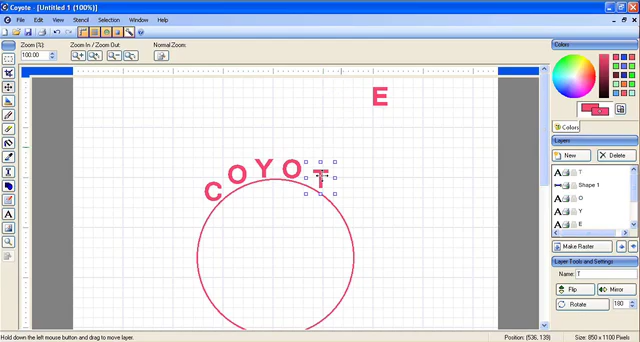 Coyote - [Untitled 1 (100%)]
File Edit View Stencil Selection Window Help
Zoom [%] Zoom In / Zoom Out Normal Zoom:
100.00
Colors
E
COYOT
Colors
Layers
New Delete
T
Shape 1
O
Y
E
Make Raster
Layer Tools and Settings
Name: T
Flip Mirror
Rotate 180
Hold down the left mouse button and drag to move layer. Position: (536, 139) Size: 850 x 1100 Pixels